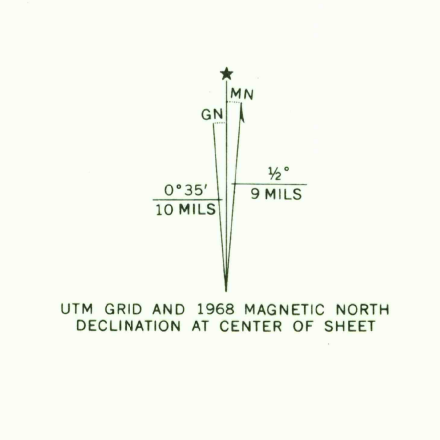 ★
MN
GN
½°
9 MILS
0°35'
10 MILS
UTM GRID AND 1968 MAGNETIC NORTH
DECLINATION AT CENTER OF SHEET